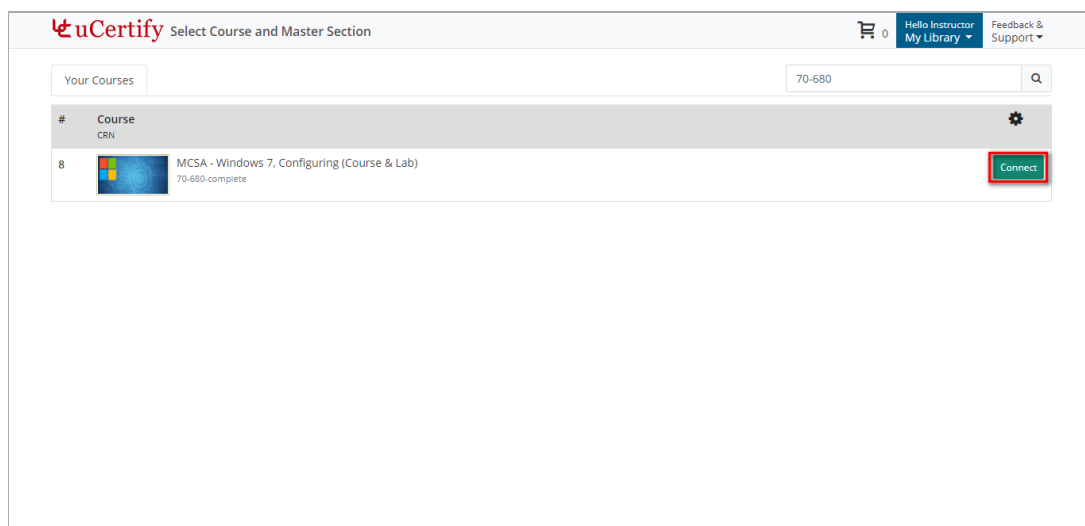 uCertify Select Course and Master Section
0
Hello Instructor
My Library
Feedback &
Support
Your Courses
70-680
# Course
CRN
8 MCSA - Windows 7, Configuring (Course & Lab)
70-680-complete
Connect